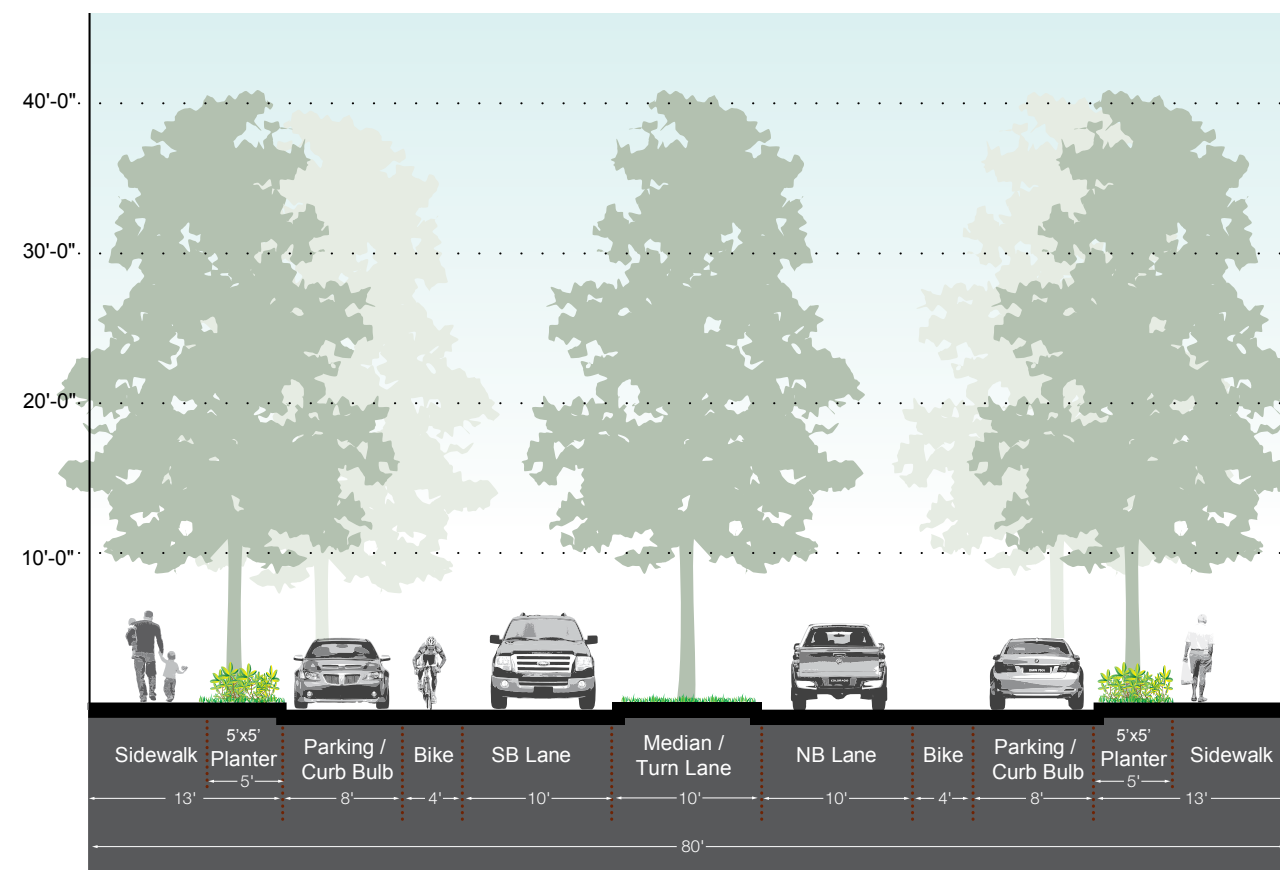 40'-0"
30'-0"
20'-0"
10'-0"
Sidewalk
5'x5'
Planter
5'
Parking /
Curb Bulb
Bike
SB Lane
Median /
Turn Lane
NB Lane
Bike
Parking /
Curb Bulb
5'x5'
Planter
5'
Sidewalk
13'
8'
4'
10'
10'
10'
4'
8'
13'
80'